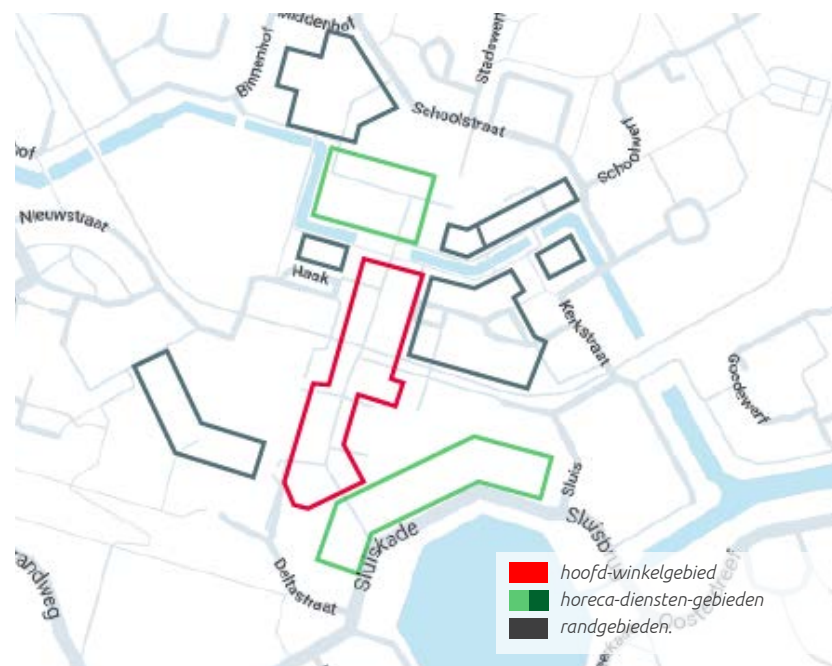 Middenhof
Binnenhof
Stadswerf
Schoolstraat
Schoolwerf
hof
Nieuwstraat
Haak
Kerkstraat
Goedewerf
Sluis
Sluiskade
Deltastraat
randweg
hoofd-winkelgebied
horeca-diensten-gebieden
randgebieden.